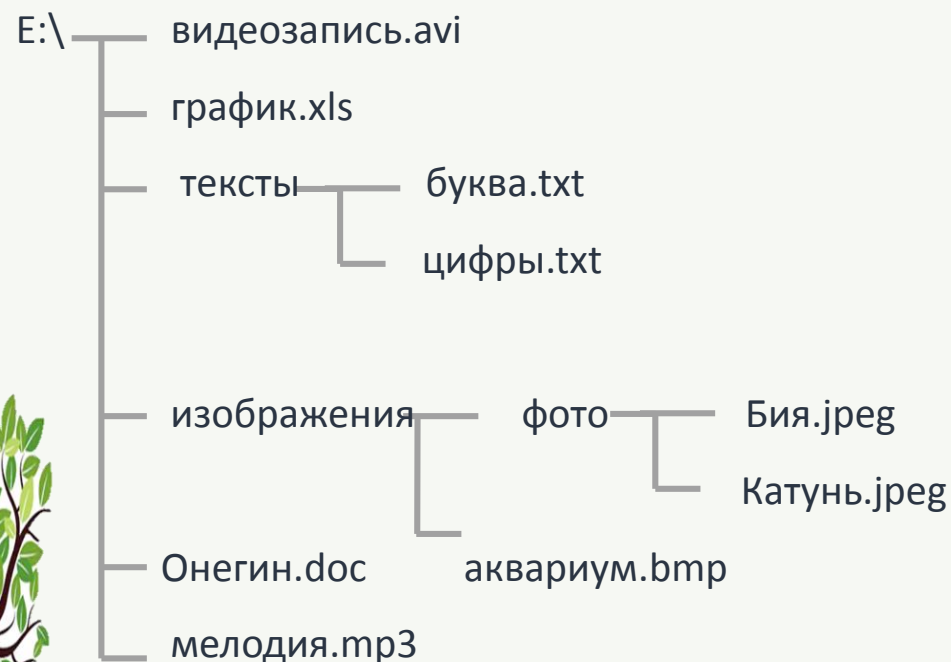 E:\ видеозапись.avi
график.xls
тексты буква.txt
цифры.txt
изображения фото Бия.jpeg
Катунь.jpeg
Онегин.doc аквариум.bmp
мелодия.mp3